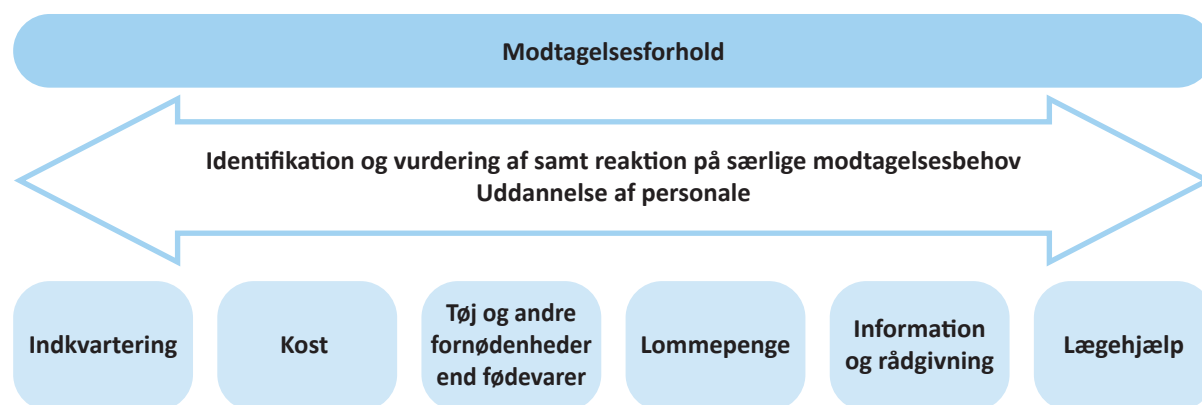 Modtagelsesforhold
Identifikation og vurdering af samt reaktion på særlige modtagelsesbehov
Uddannelse af personale
Indkvartering
Kost
Tøj og andre
fornødenheder
end fødevarer
Lommepenge
Information
og rådgivning
Lægehjælp